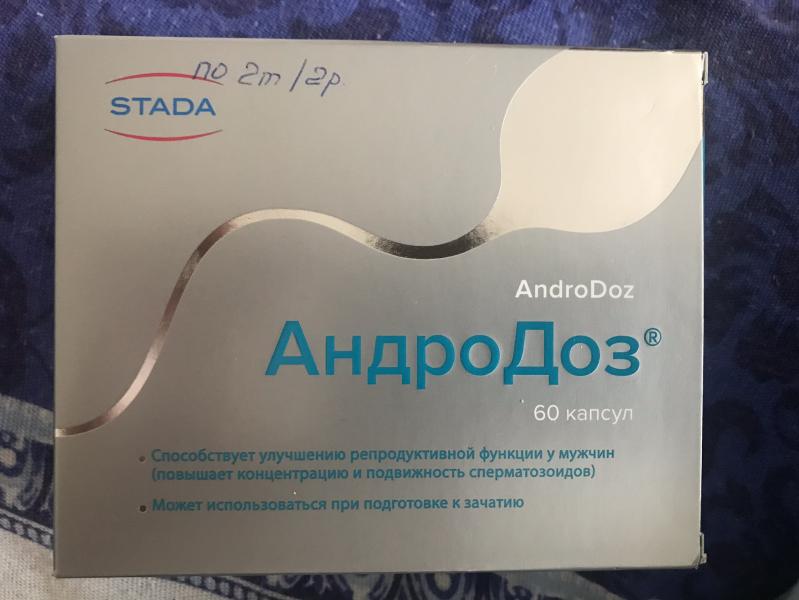 по 2т/2р.
STADA
AndroDoz
АндроДоз®
60 капсул
• Способствует улучшению репродуктивной функции у мужчин
(повышает концентрацию и подвижность сперматозоидов)
• Может использоваться при подготовке к зачатию